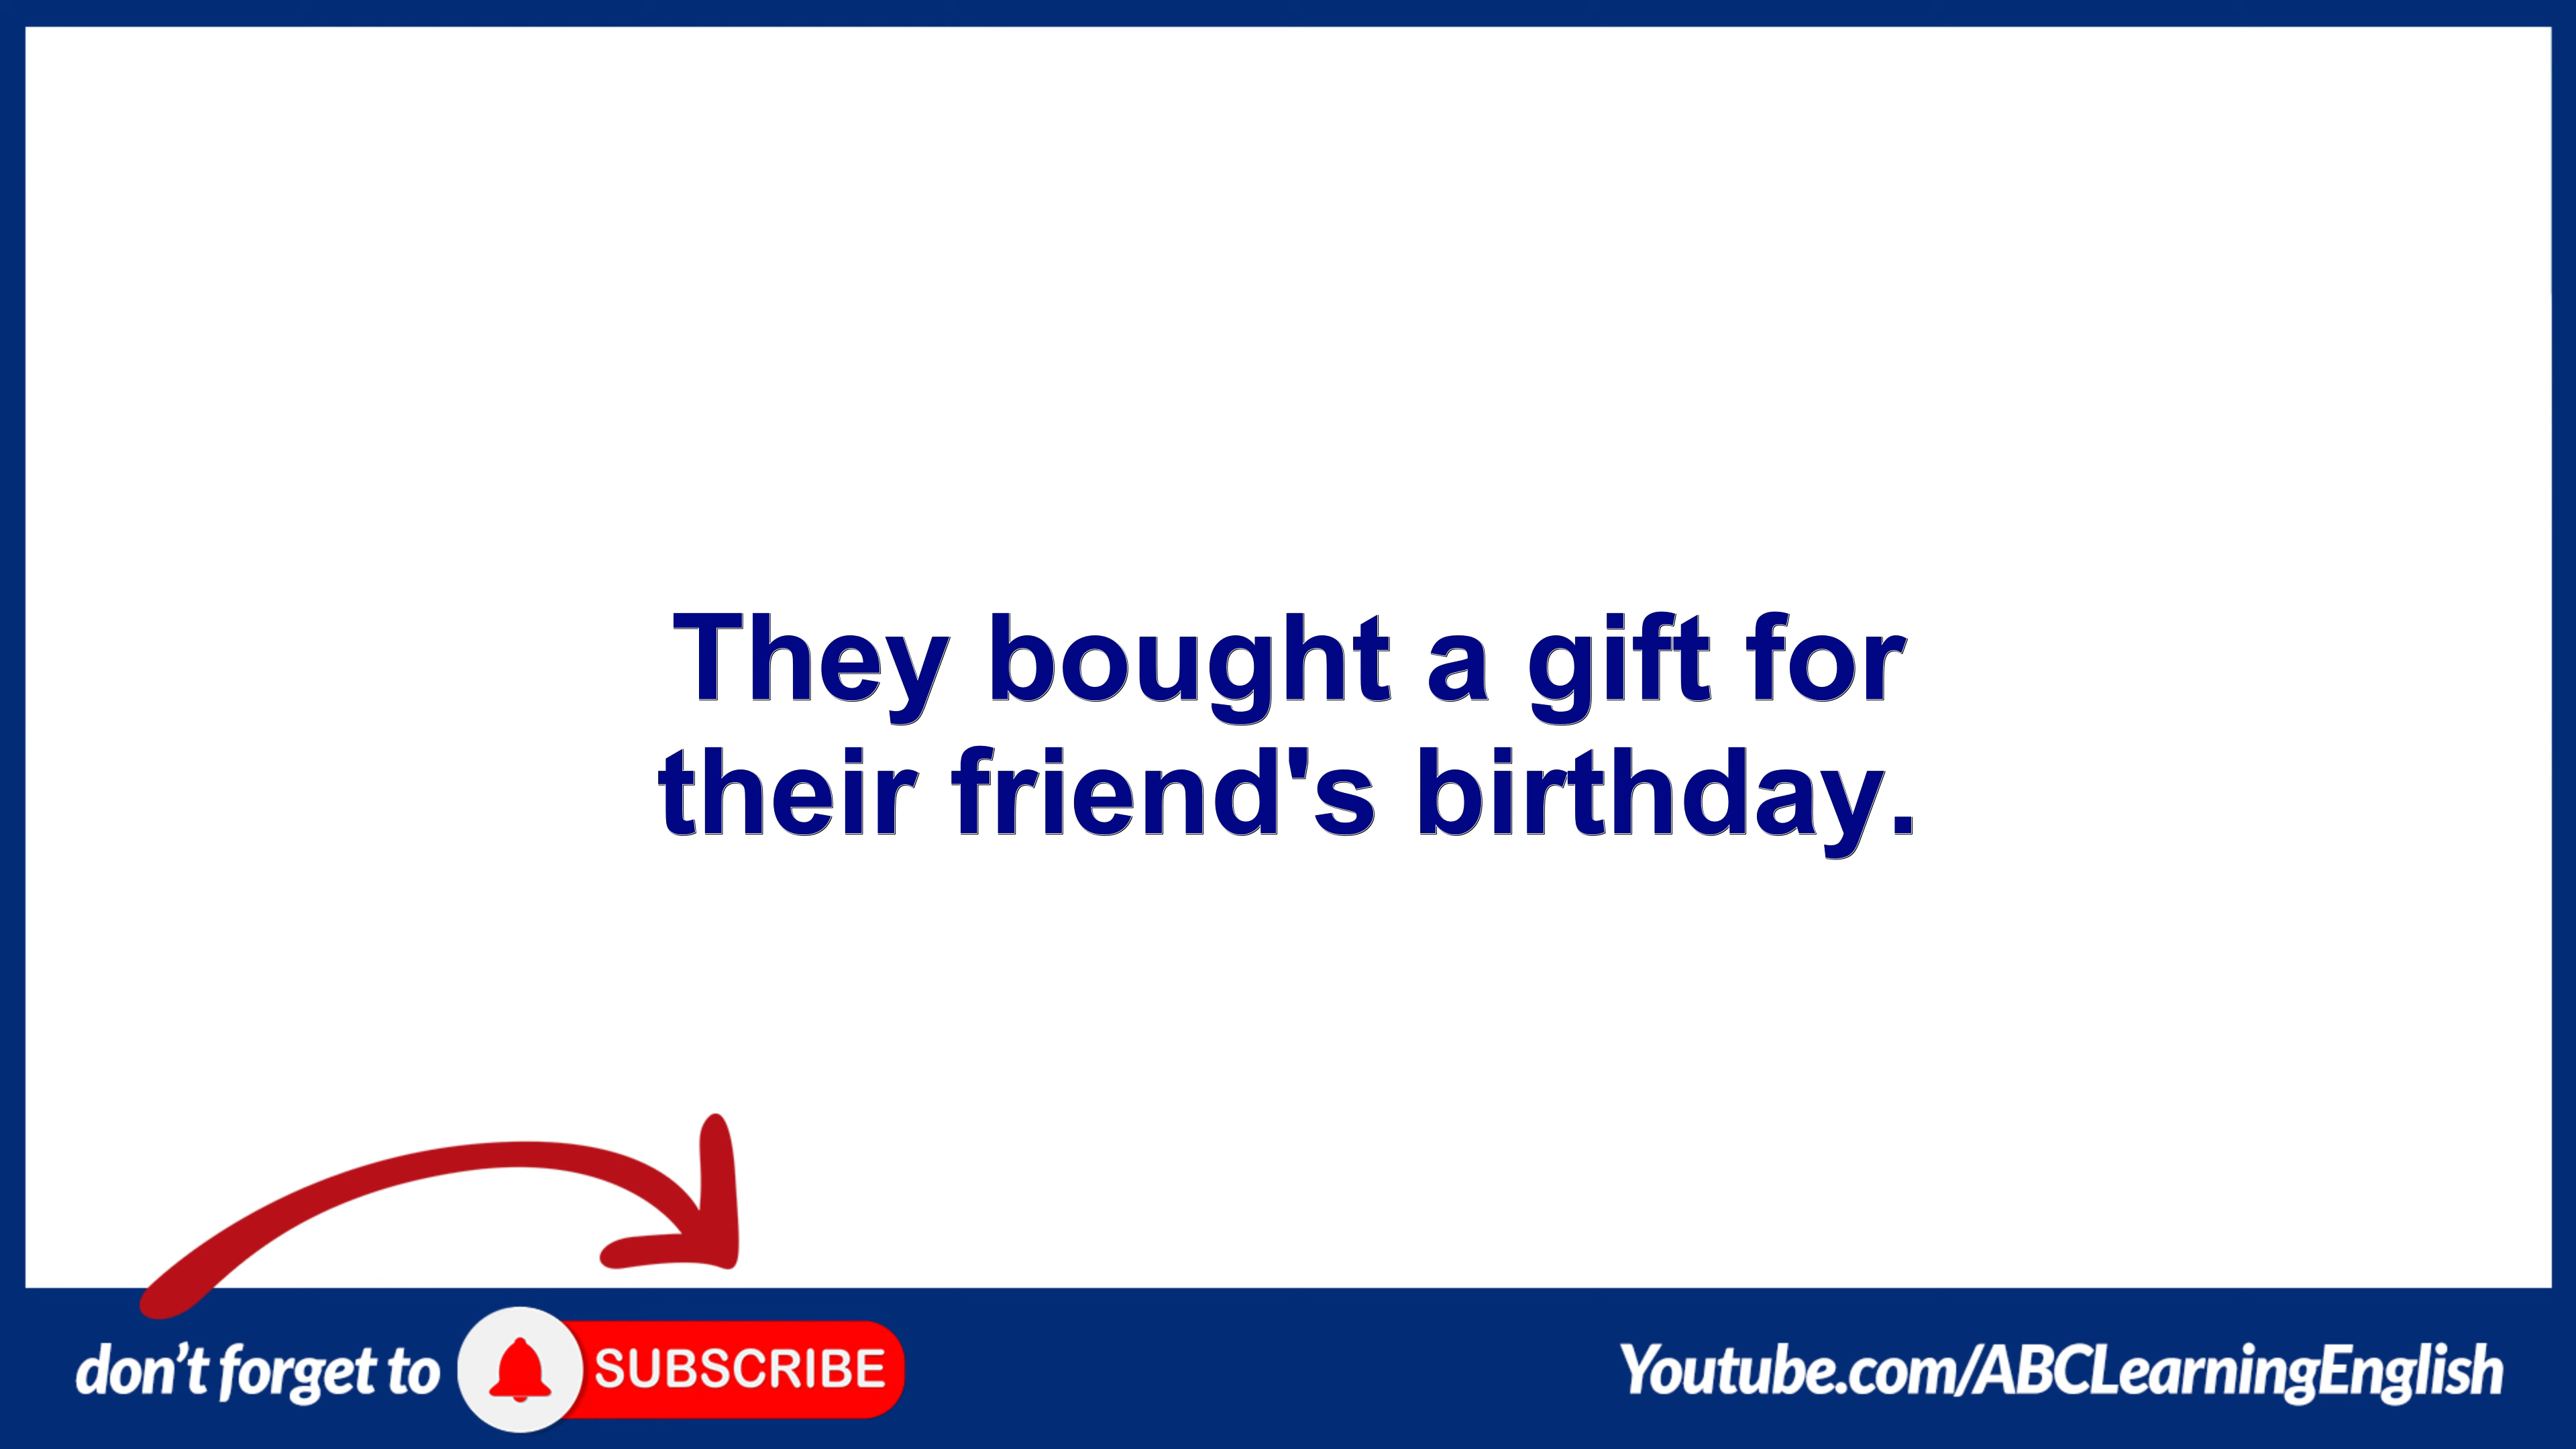 They bought a gift for
their friend's birthday.
don't forget to SUBSCRIBE
Youtube.com/ABCLearningEnglish